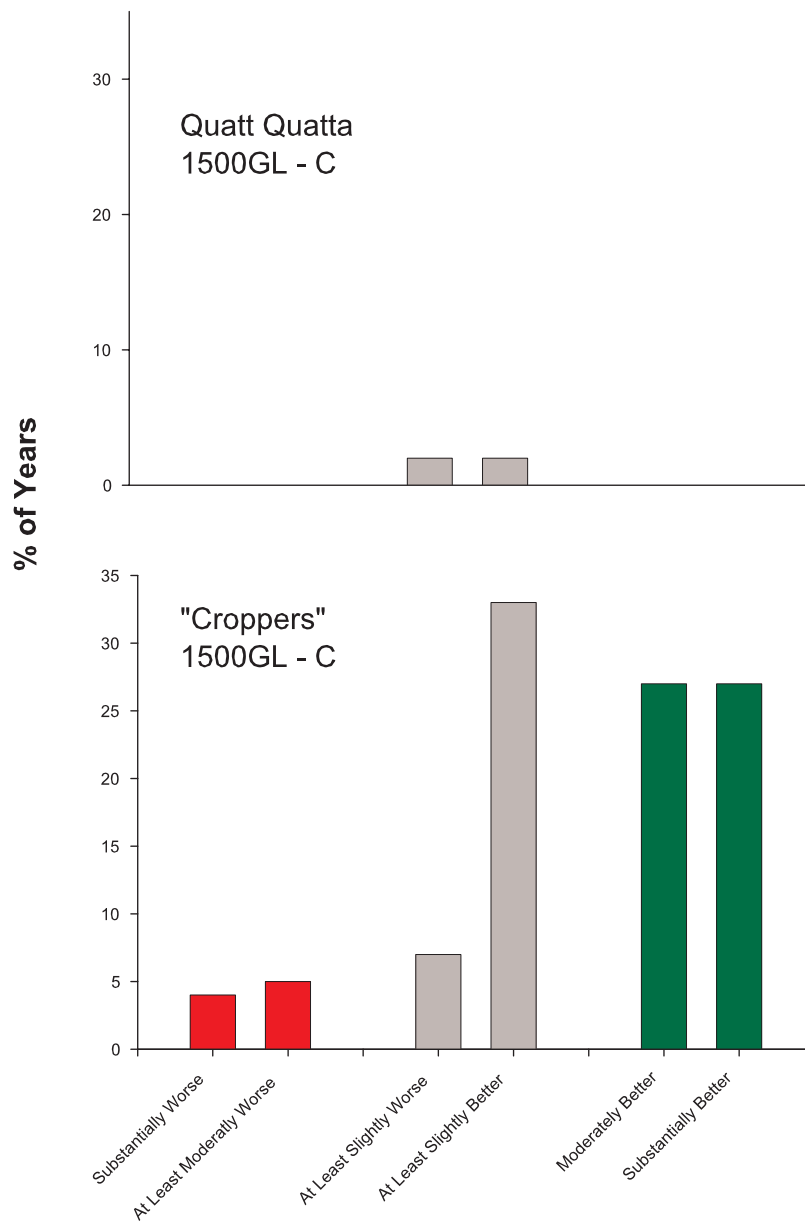 % of Years
30
20
10
0
Quatt Quatta
1500GL - C
35
30
25
20
15
10
5
0
"Croppers"
1500GL - C
Substantially Worse
At Least Moderatly Worse
At Least Slightly Worse
At Least Slightly Better
Moderately Better
Substantially Better